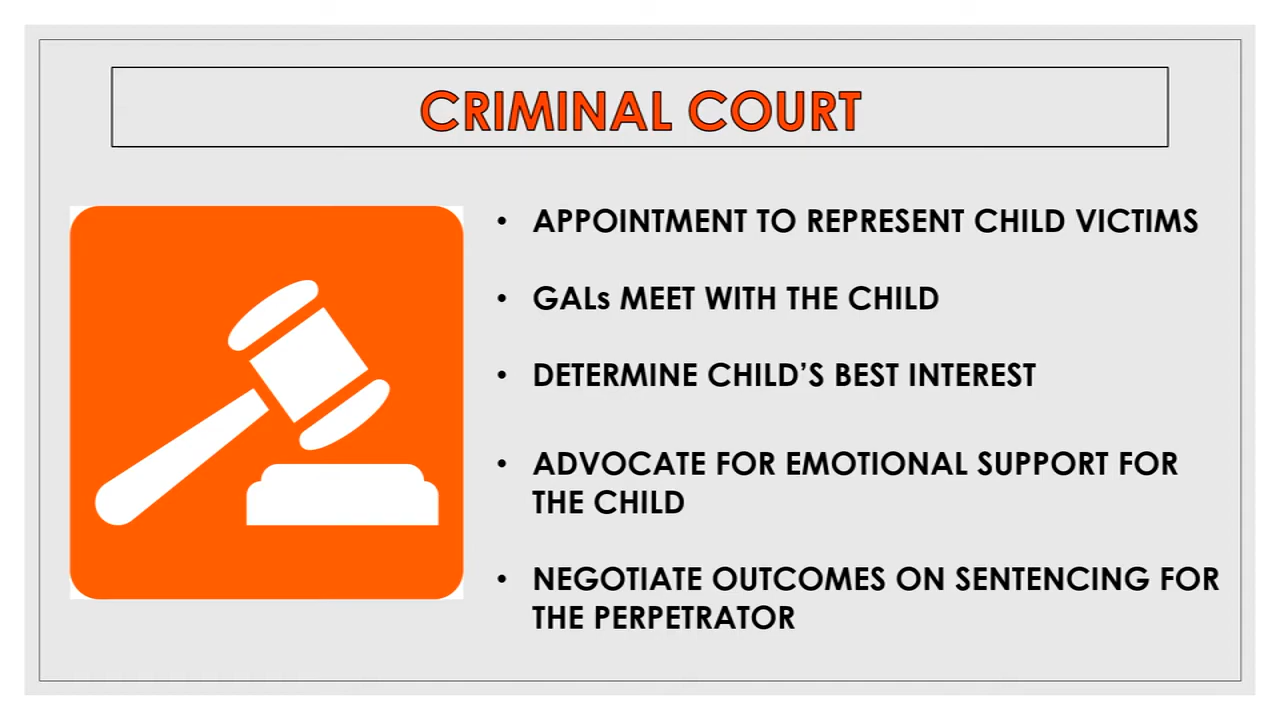 CRIMINAL COURT
• APPOINTMENT TO REPRESENT CHILD VICTIMS
• GALs MEET WITH THE CHILD
• DETERMINE CHILD’S BEST INTEREST
• ADVOCATE FOR EMOTIONAL SUPPORT FOR
THE CHILD
• NEGOTIATE OUTCOMES ON SENTENCING FOR
THE PERPETRATOR